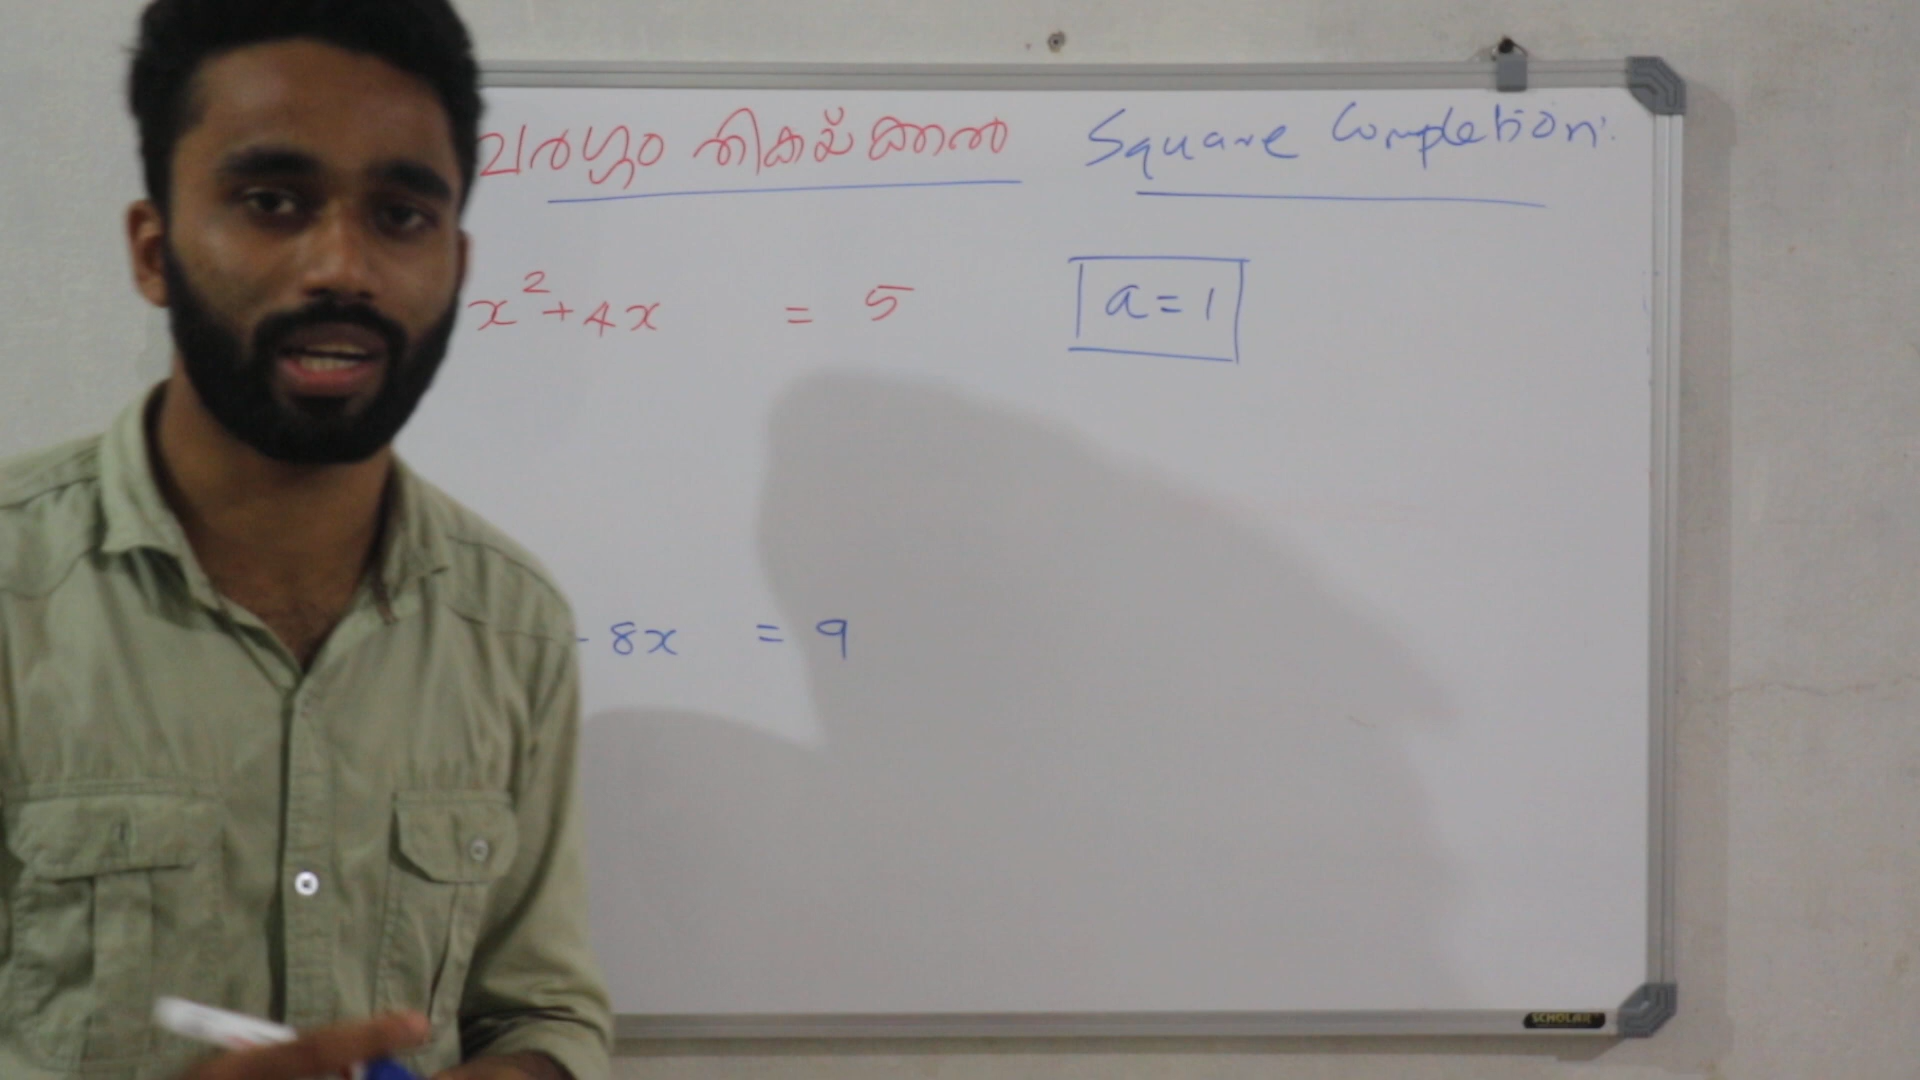 വർഗ്ഗം തികയ്ക്കൽ Square Completion:
x² + 4x = 5
a = 1
- 8x = 9
SCHOLAR